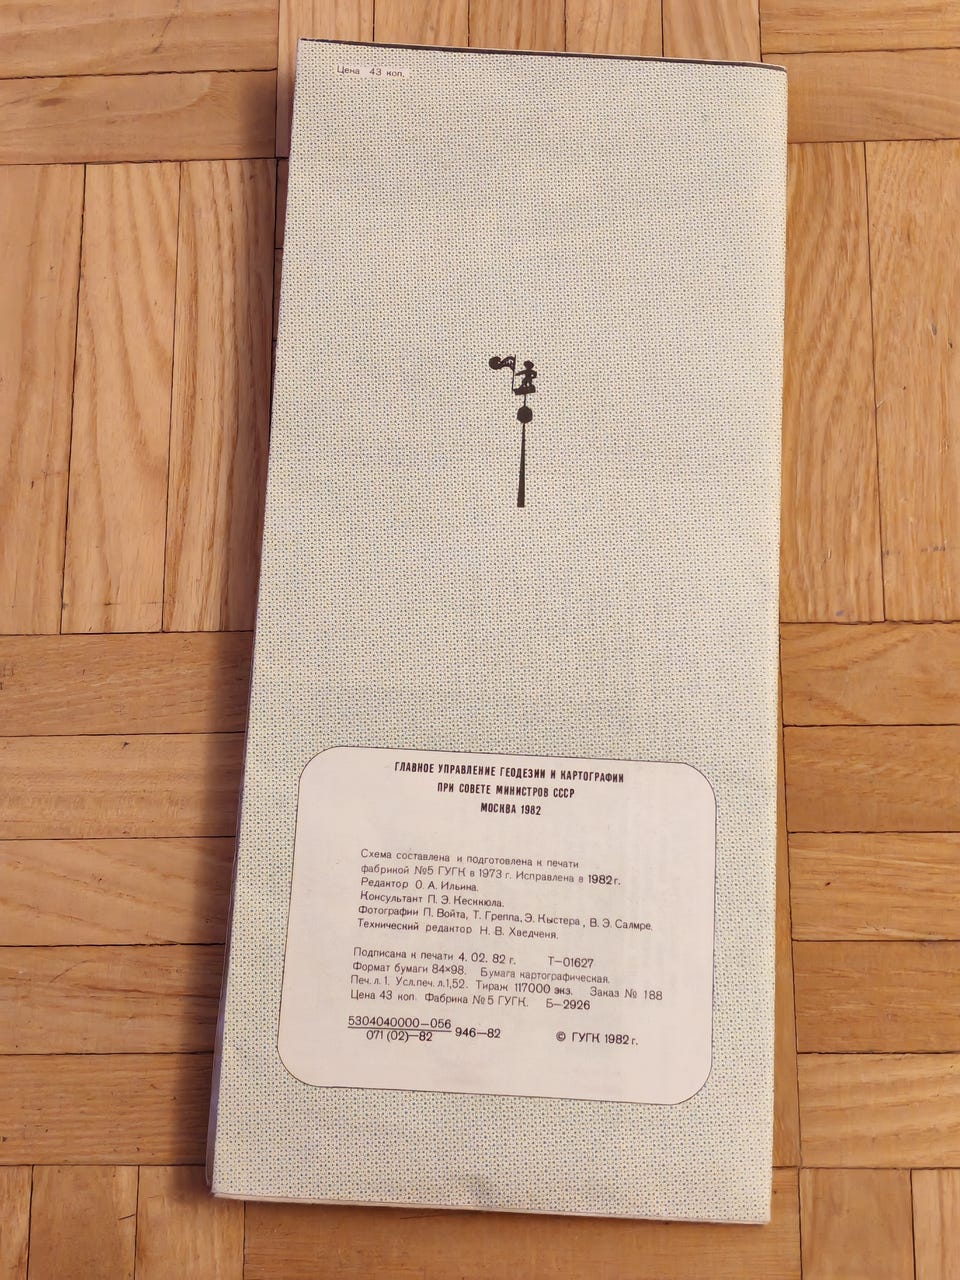 Цена 43 коп.
ГЛАВНОЕ УПРАВЛЕНИЕ ГЕОДЕЗИИ И КАРТОГРАФИИ
ПРИ СОВЕТЕ МИНИСТРОВ СССР
МОСКВА 1982
Схема составлена и подготовлена к печати
фабрикой №5 ГУГК в 1973 г. Исправлена в 1982 г.
Редактор О. А. Ильина.
Консультант П. Э. Кесккюла.
Фотографии П. Войта, Т. Греппа, Э. Кыстера, В. Э. Салмре.
Технический редактор Н. В. Хведченя.
Подписана к печати 4. 02. 82 г. Т—01627
Формат бумаги 84×98. Бумага картографическая.
Печ. л. 1. Усл. печ. л. 1,52. Тираж 117000 экз. Заказ № 188
Цена 43 коп. Фабрика №5 ГУГК. Б—2926
5304040000—056
071 (02)—82 946—82 © ГУГК 1982 г.